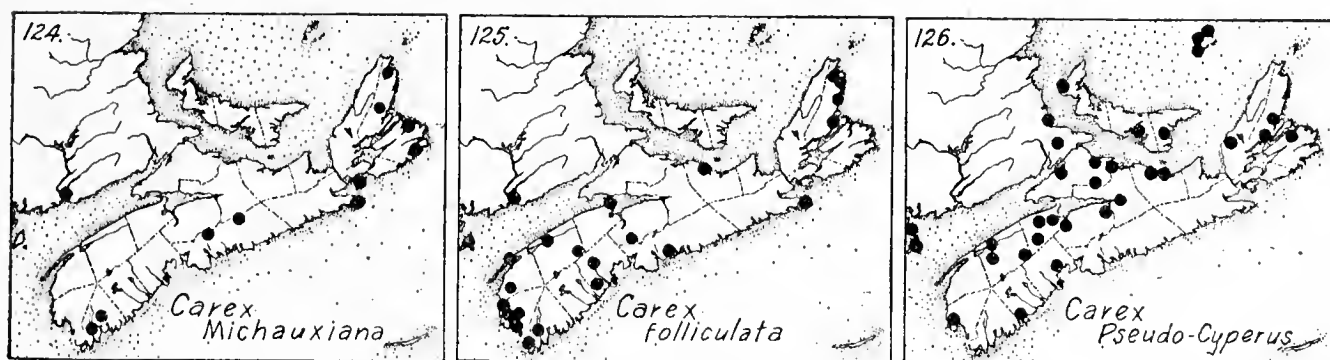 124.
Carex
Michauxiana
125.
Carex
folliculata
126.
Carex
Pseudo-Cyperus